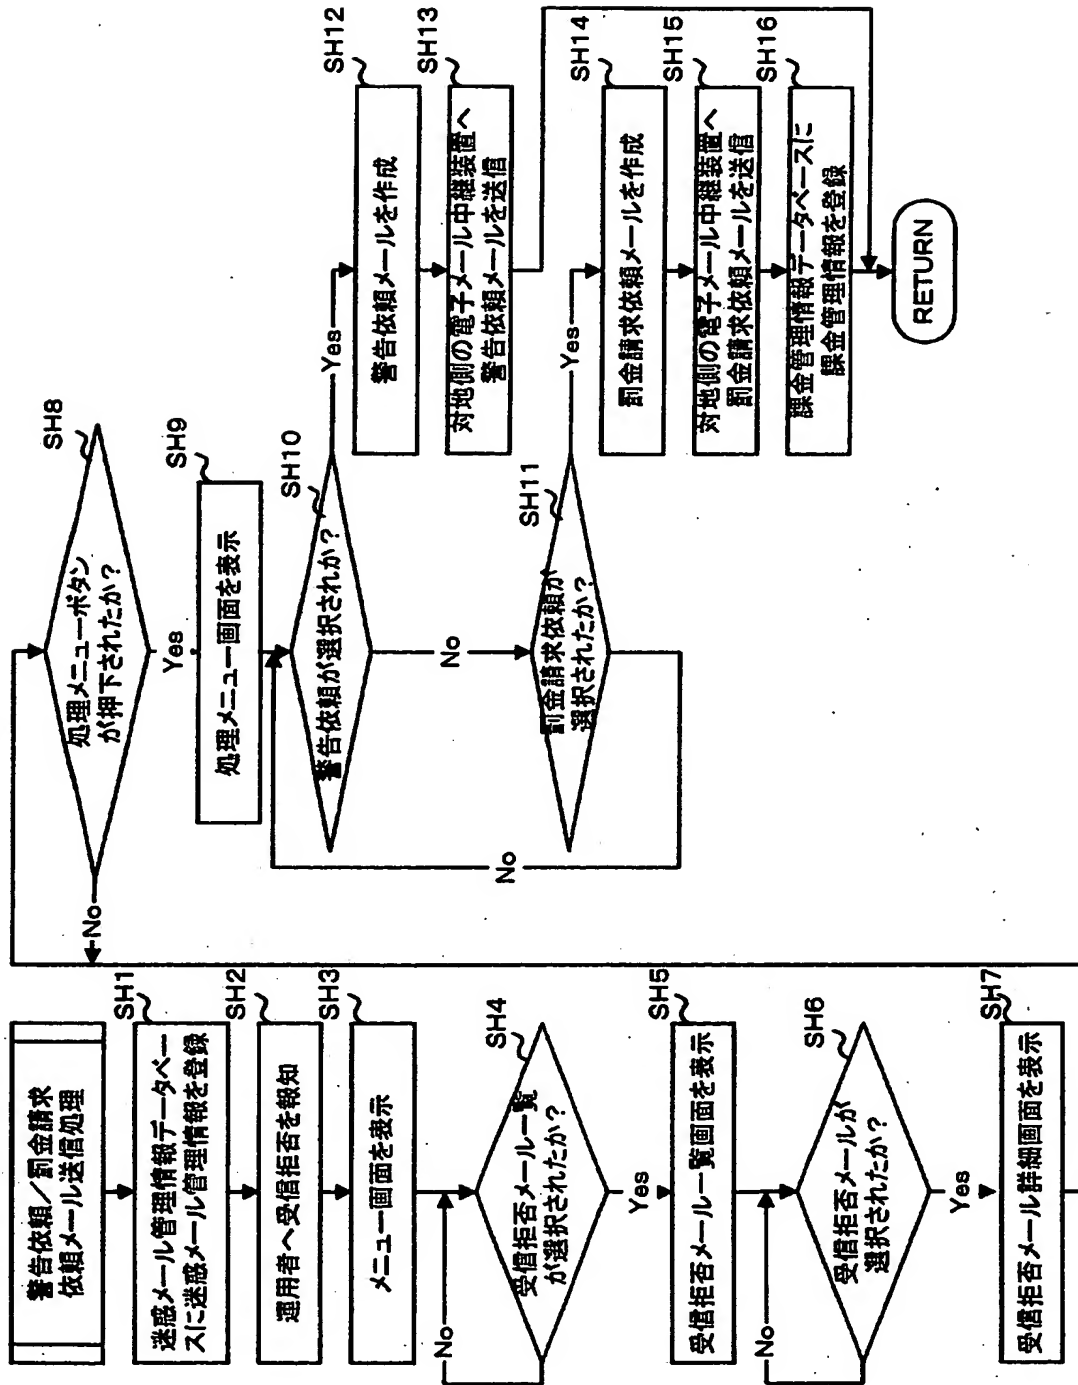 警告依頼／罰金請求
依頼メール送信処理
SH1
迷惑メール管理情報データベー
スに迷惑メール管理情報を登録
SH2
運用者へ受信拒否を報知
SH3
メニュー画面を表示
SH4
受信拒否メール一覧
が選択されたか？
No
Yes
SH5
受信拒否メール一覧画面を表示
SH6
受信拒否メールが
選択されたか？
No
Yes
SH7
受信拒否メール詳細画面を表示
SH8
処理メニューボタン
が押下されたか？
No
Yes
SH9
処理メニュー画面を表示
SH10
警告依頼が選択されか？
Yes
No
SH11
罰金請求依頼が
選択されたか？
Yes
No
SH12
警告依頼メールを作成
SH13
対地側の電子メール中継装置へ
警告依頼メールを送信
SH14
罰金請求依頼メールを作成
SH15
対地側の電子メール中継装置へ
罰金請求依頼メールを送信
SH16
課金管理情報データベースに
課金管理情報を登録
RETURN